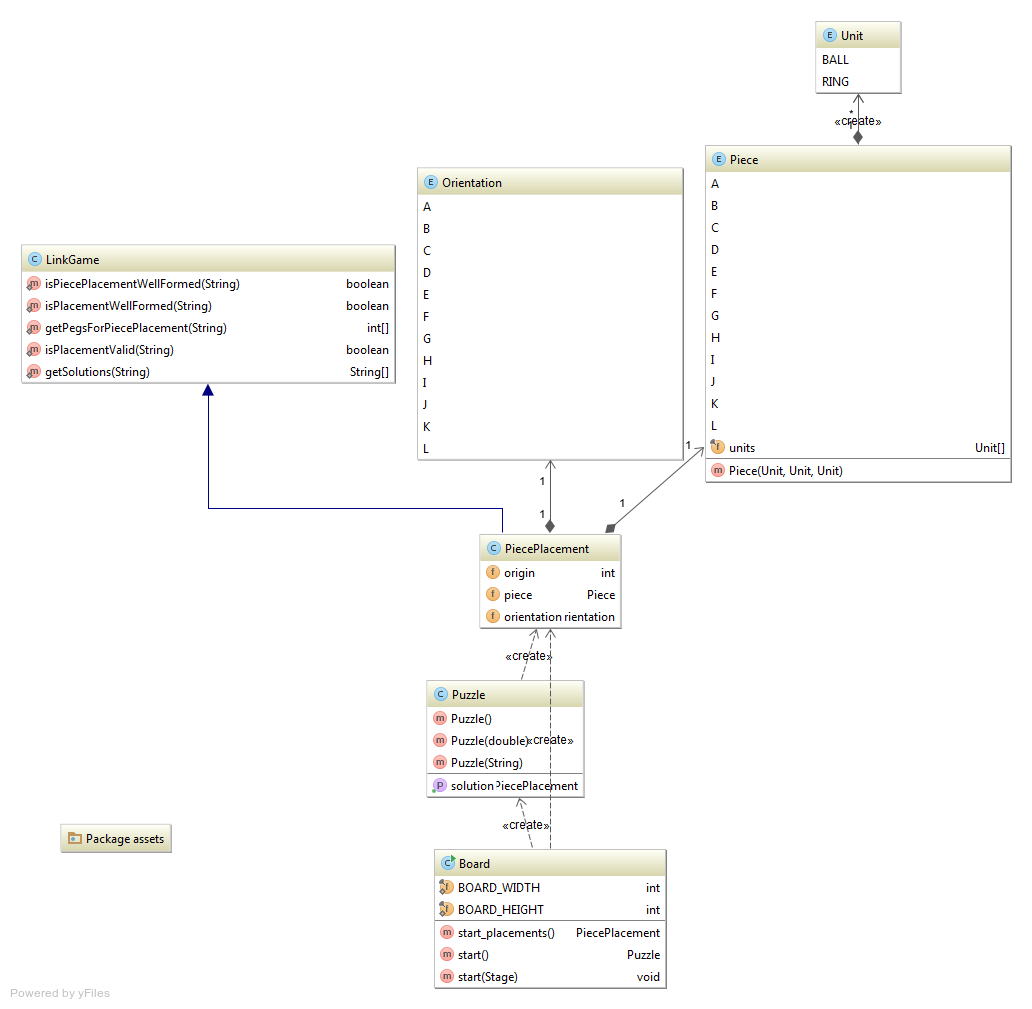 E Unit
BALL
RING
*
«create»
1
E Piece
A
B
C
D
E
F
G
H
I
J
K
L
f units Unit[]
m Piece(Unit, Unit, Unit)
E Orientation
A
B
C
D
E
F
G
H
I
J
K
L
C LinkGame
m isPiecePlacementWellFormed(String) boolean
m isPlacementWellFormed(String) boolean
m getPegsForPiecePlacement(String) int[]
m isPlacementValid(String) boolean
m getSolutions(String) String[]
1
1
1
1
C PiecePlacement
f origin int
f piece Piece
f orientation rientation
«create»
C Puzzle
m Puzzle()
m Puzzle(double)
«create»
m Puzzle(String)
P solution PiecePlacement
«create»
Package assets
C Board
f BOARD_WIDTH int
f BOARD_HEIGHT int
m start_placements() PiecePlacement
m start() Puzzle
m start(Stage) void
Powered by yFiles